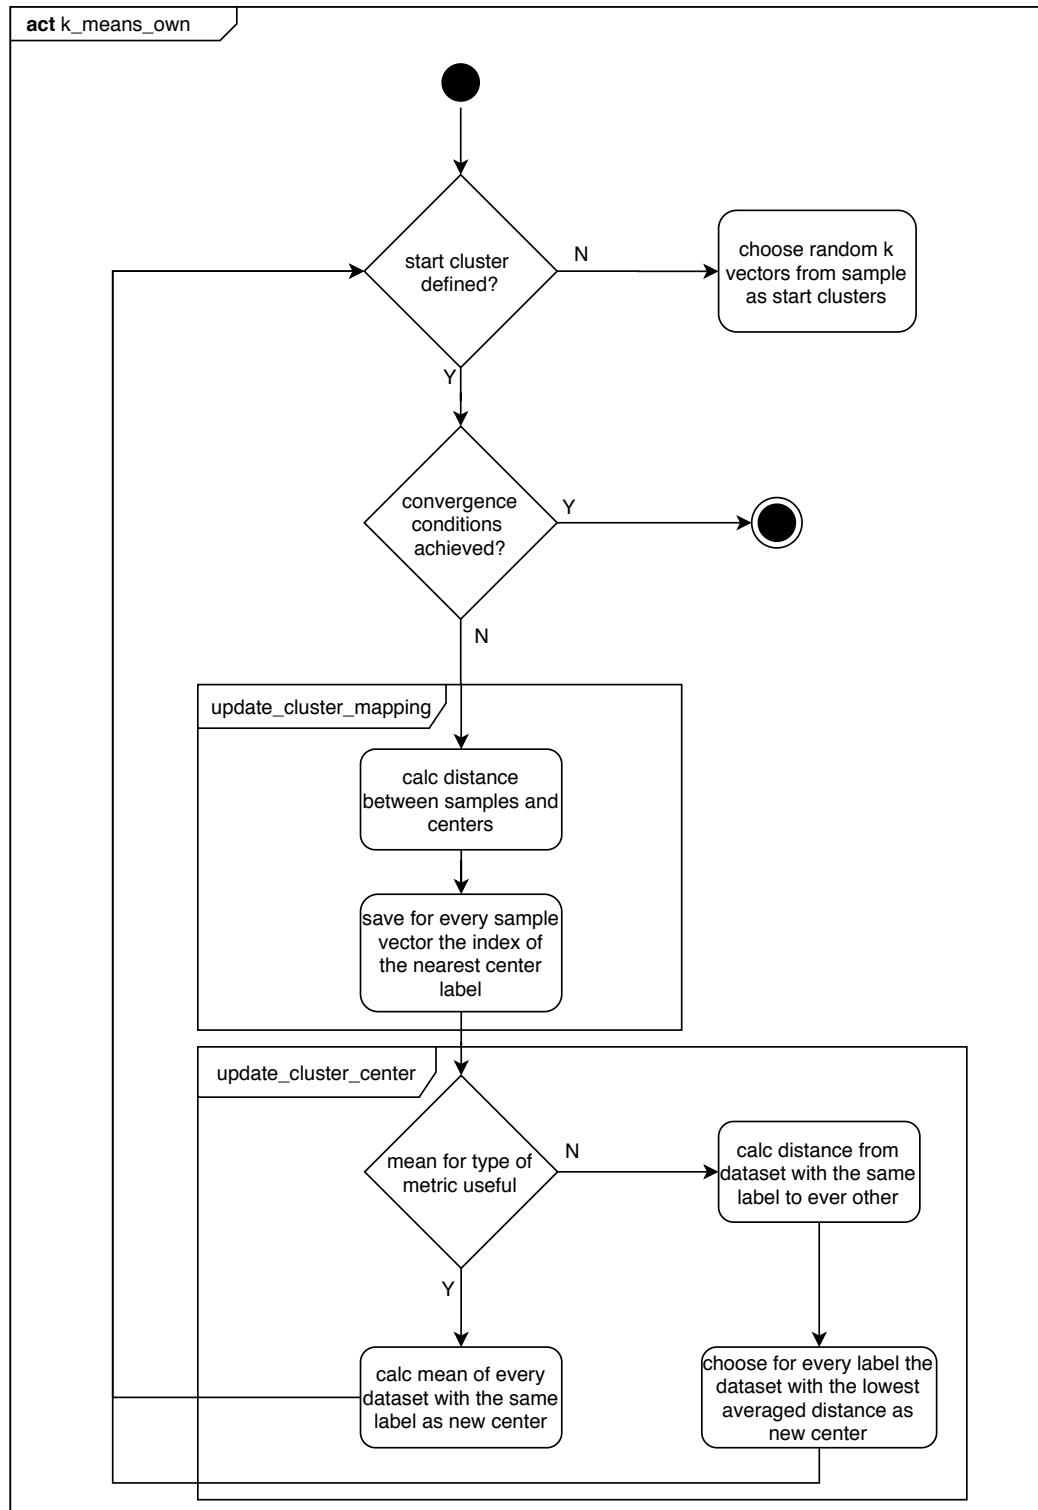 act k_means_own
start cluster
defined?
N
choose random k
vectors from sample
as start clusters
Y
convergence
conditions
achieved?
Y
N
update_cluster_mapping
calc distance
between samples and
centers
save for every sample
vector the index of
the nearest center
label
update_cluster_center
mean for type of
metric useful
N
calc distance from
dataset with the same
label to ever other
Y
calc mean of every
dataset with the same
label as new center
choose for every label the
dataset with the lowest
averaged distance as
new center